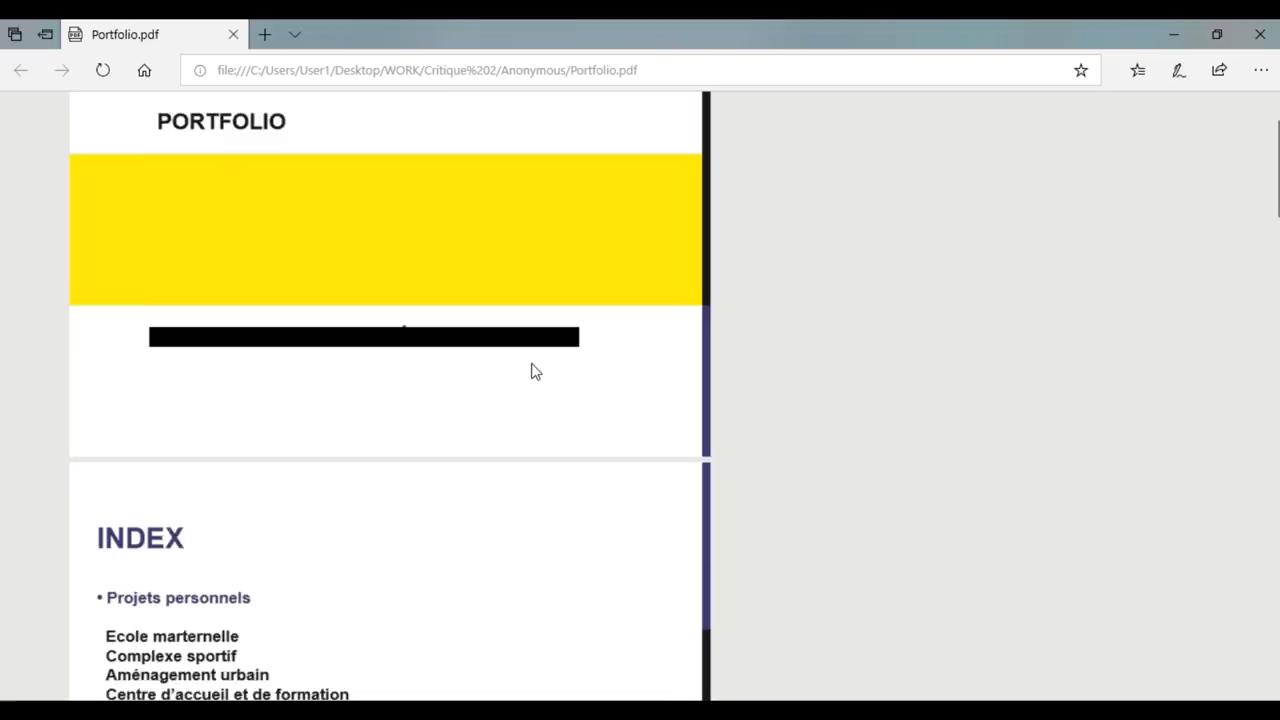 Portfolio.pdf
file:///C:/Users/User1/Desktop/WORK/Critique%202/Anonymous/Portfolio.pdf
PORTFOLIO
INDEX
• Projets personnels
Ecole marternelle
Complexe sportif
Aménagement urbain
Centre d'accueil et de formation